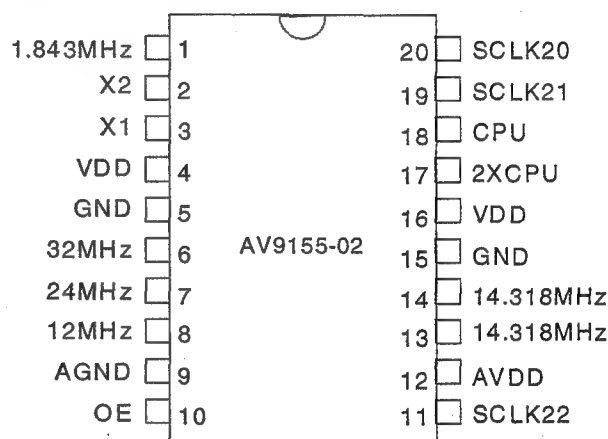 1.843MHz 1 20 SCLK20
X2 2 19 SCLK21
X1 3 18 CPU
VDD 4 17 2XCPU
GND 5 16 VDD
32MHz 6 AV9155-02 15 GND
24MHz 7 14 14.318MHz
12MHz 8 13 14.318MHz
AGND 9 12 AVDD
OE 10 11 SCLK22